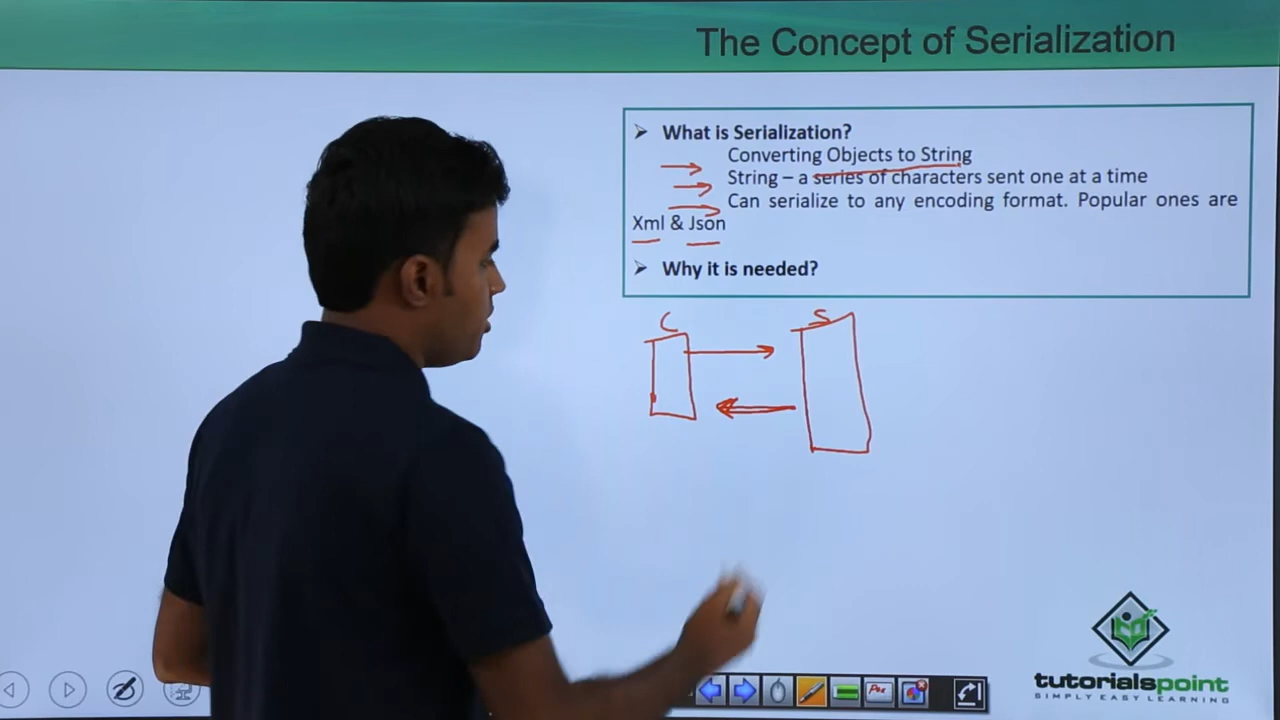 The Concept of Serialization
What is Serialization?
Converting Objects to String
String – a series of characters sent one at a time
Can serialize to any encoding format. Popular ones are
Xml & Json
Why it is needed?
C S
tutorialspoint
SIMPLY EASY LEARNING